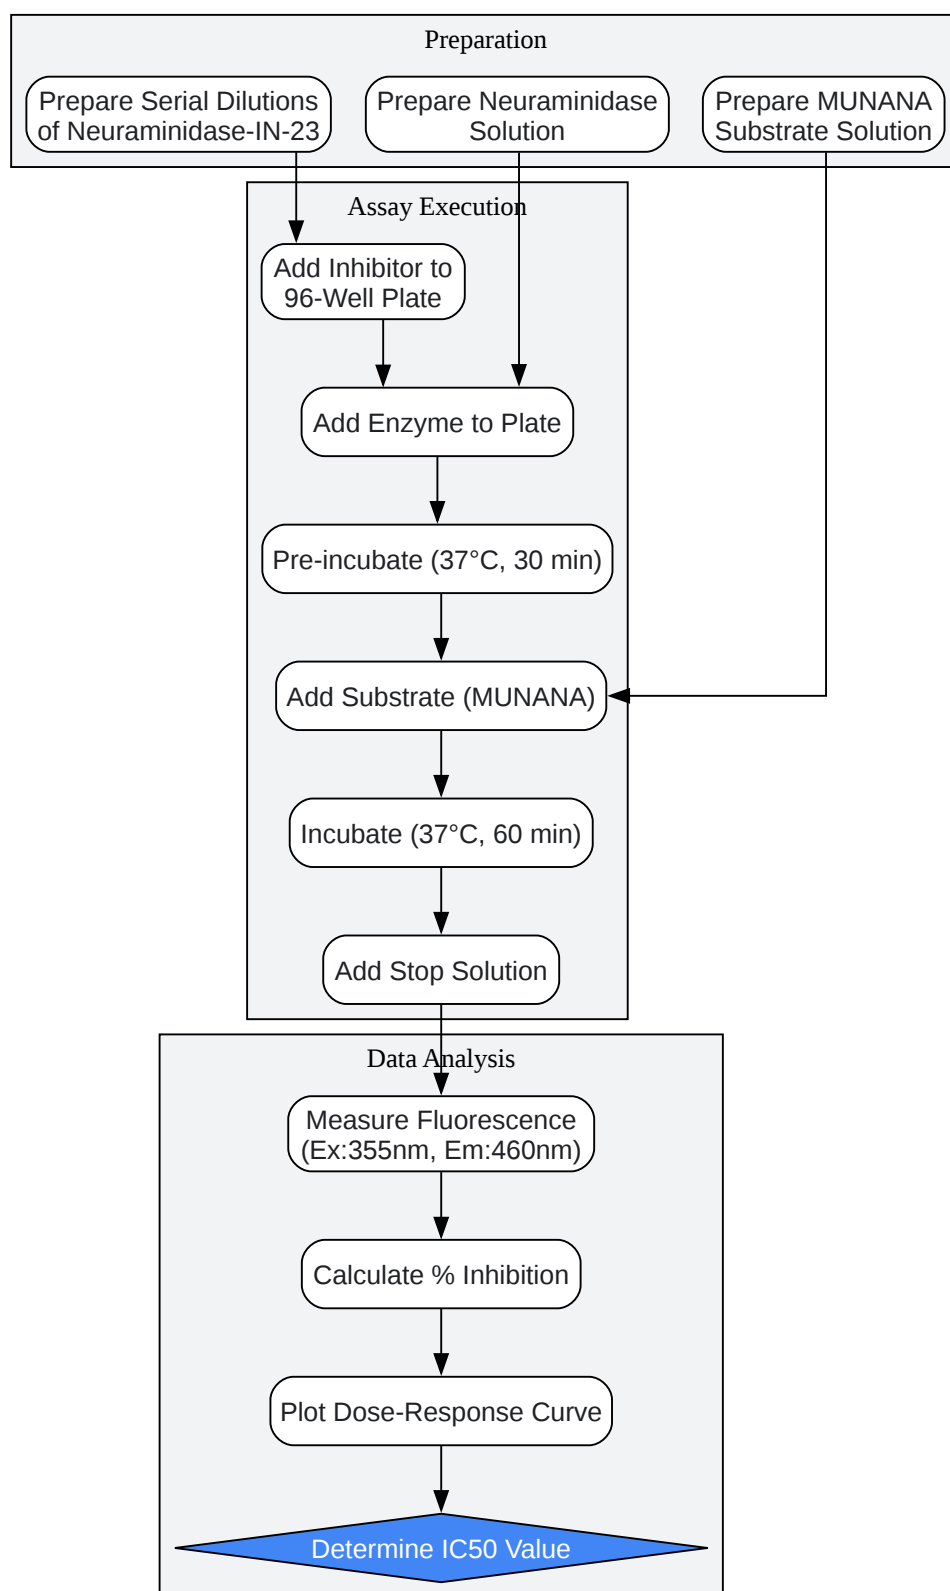 Preparation
Prepare Serial Dilutions
of Neuraminidase-IN-23
Prepare Neuraminidase
Solution
Prepare MUNANA
Substrate Solution
Assay Execution
Add Inhibitor to
96-Well Plate
Add Enzyme to Plate
Pre-incubate (37°C, 30 min)
Add Substrate (MUNANA)
Incubate (37°C, 60 min)
Add Stop Solution
Data Analysis
Measure Fluorescence
(Ex:355nm, Em:460nm)
Calculate % Inhibition
Plot Dose-Response Curve
Determine IC50 Value